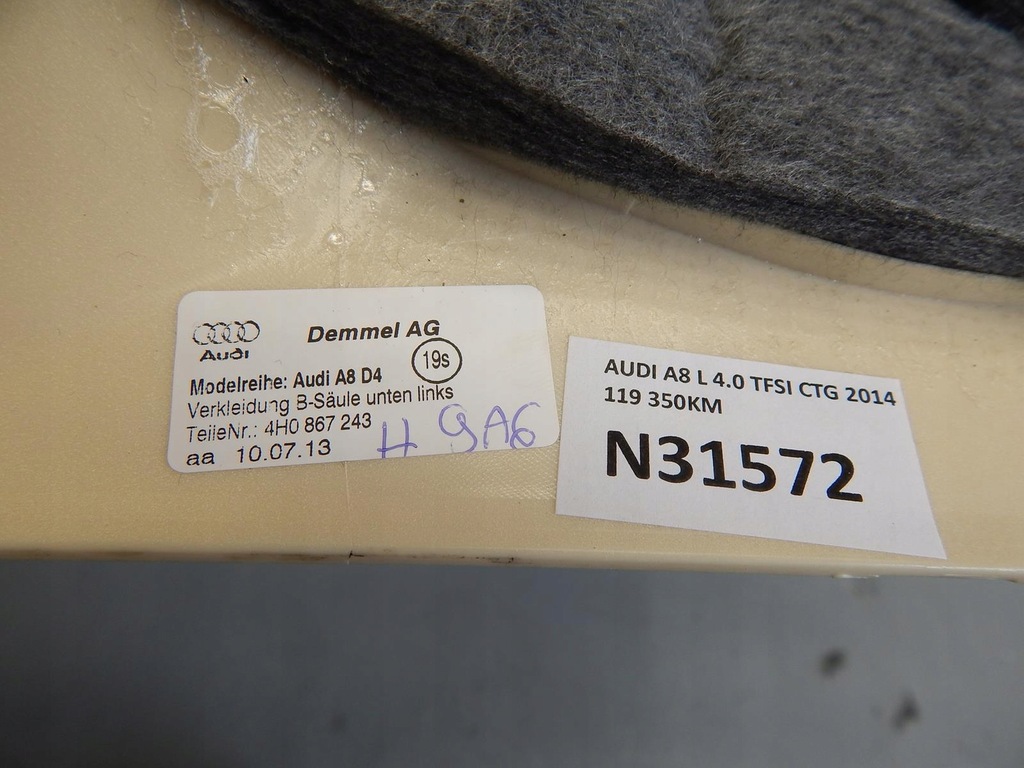 Audi
Demmel AG
19s
Modelreihe: Audi A8 D4
Verkleidung B-Säule unten links
TeileNr.: 4H0 867 243
aa 10.07.13
H 9A6
AUDI A8 L 4.0 TFSI CTG 2014
119 350KM
N31572